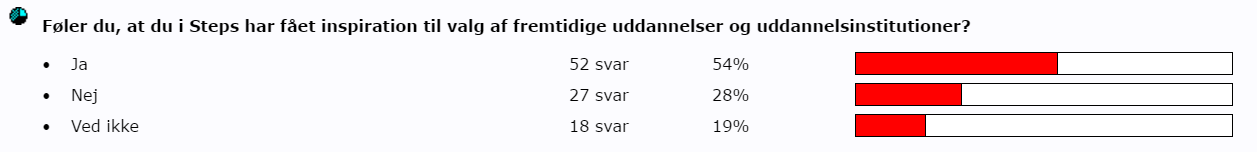 Føler du, at du i Steps har fået inspiration til valg af fremtidige uddannelser og uddannelsinstitutioner?
• Ja 52 svar 54%
• Nej 27 svar 28%
• Ved ikke 18 svar 19%